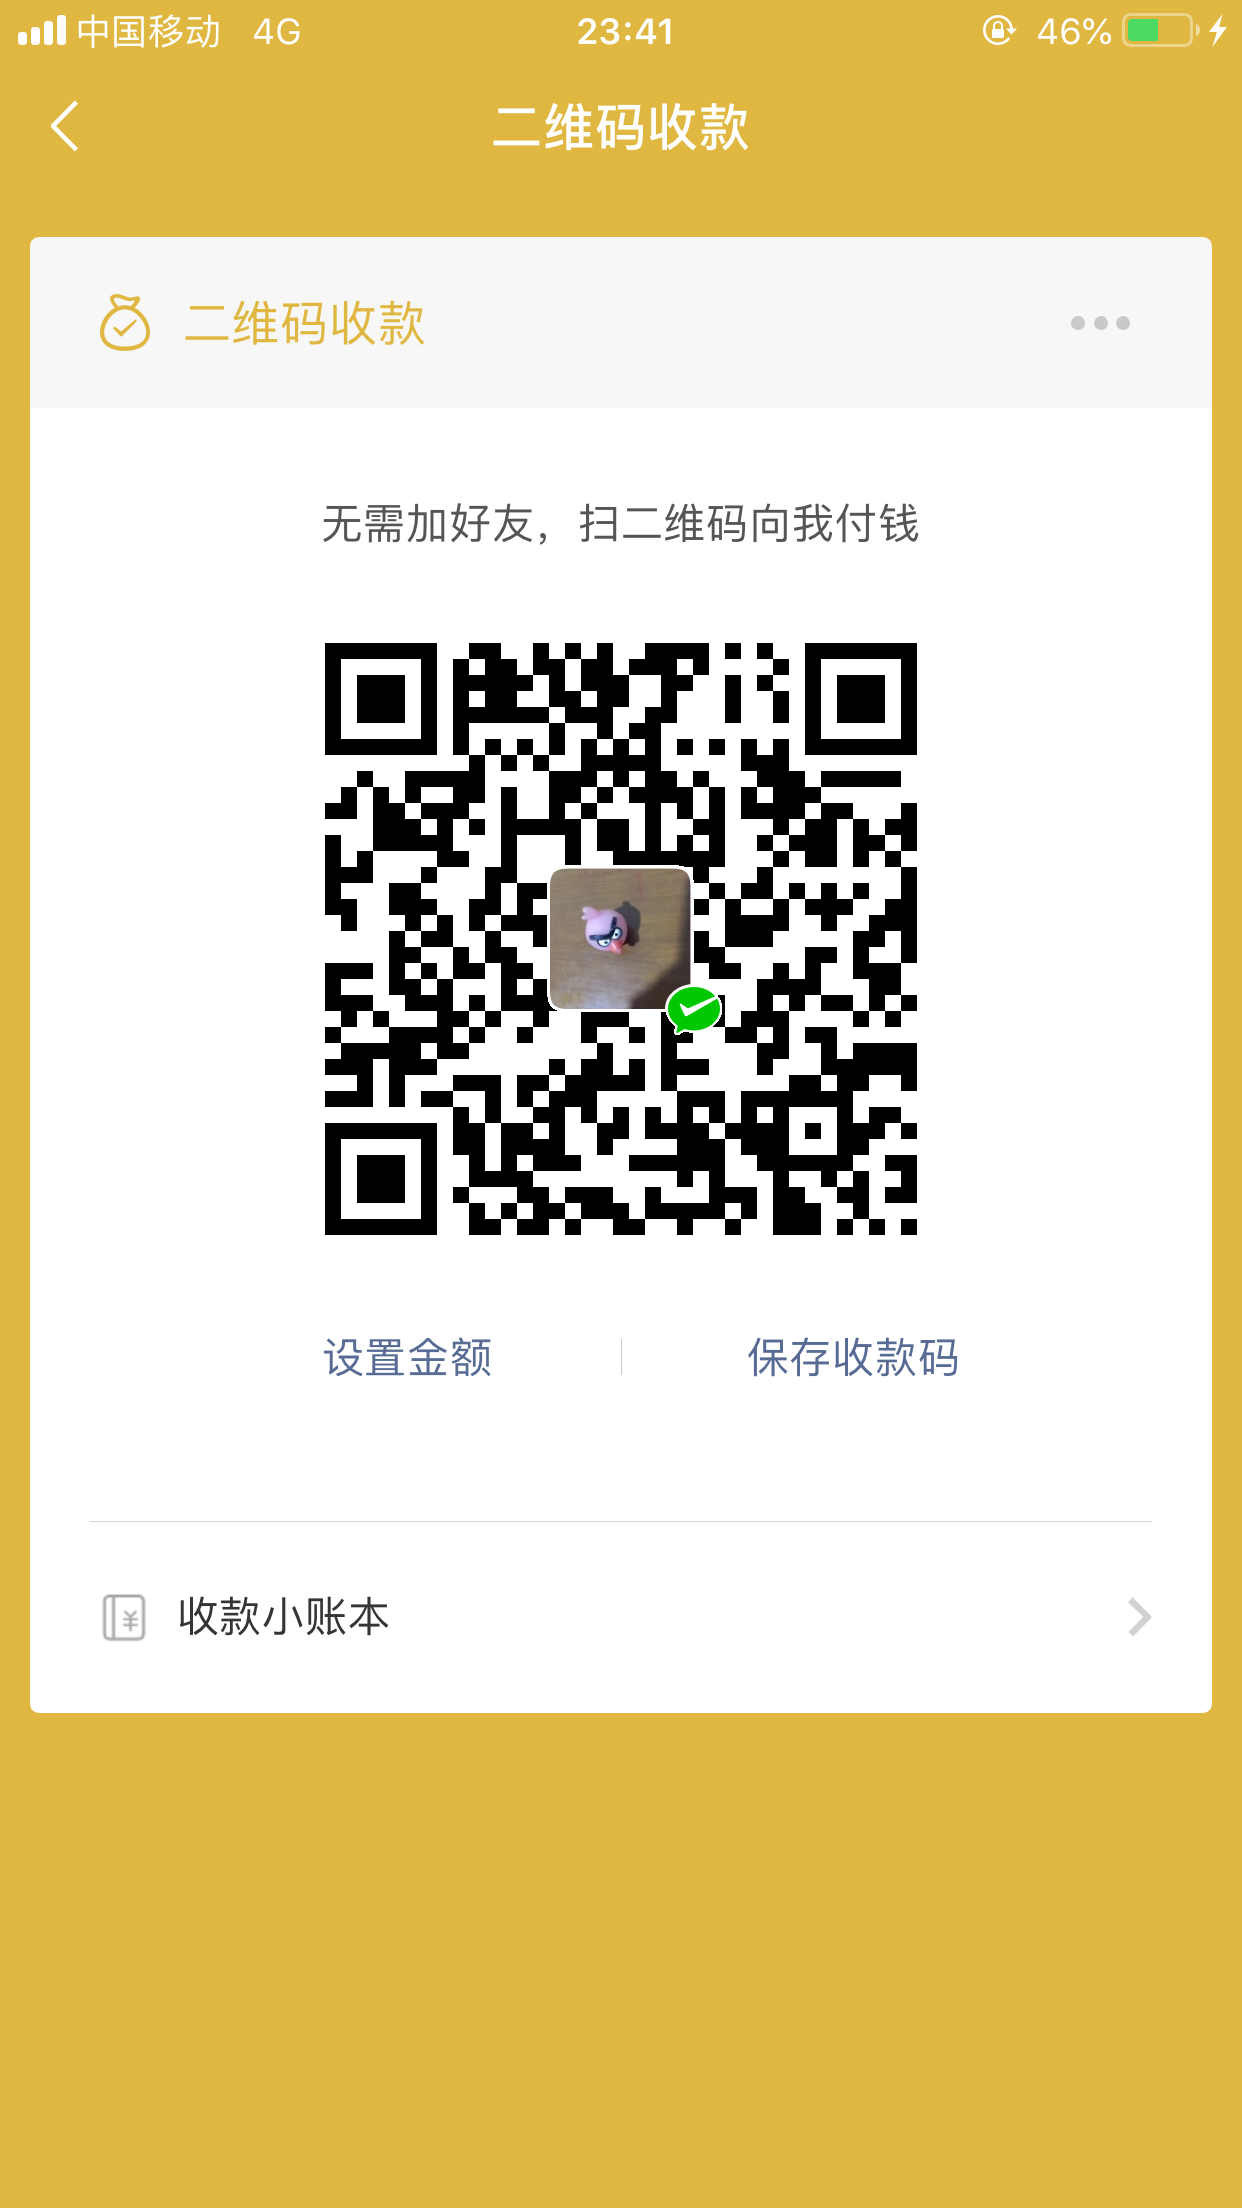 中国移动 4G 23:41 46%
二维码收款
二维码收款
无需加好友，扫二维码向我付钱
设置金额 保存收款码
¥ 收款小账本